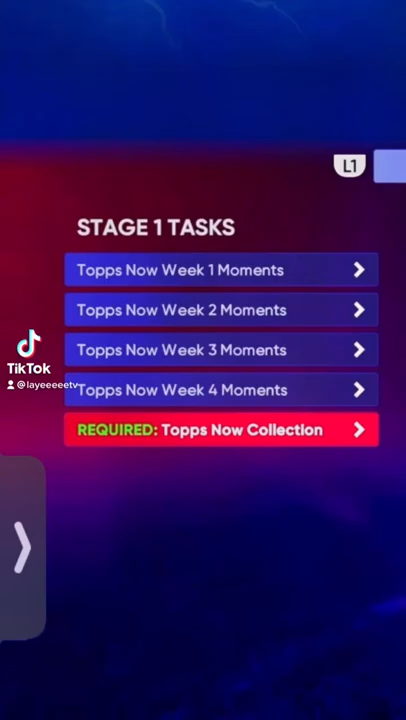 L1
STAGE 1 TASKS
Topps Now Week 1 Moments
Topps Now Week 2 Moments
Topps Now Week 3 Moments
Topps Now Week 4 Moments
REQUIRED: Topps Now Collection
TikTok
@layeeeeetv